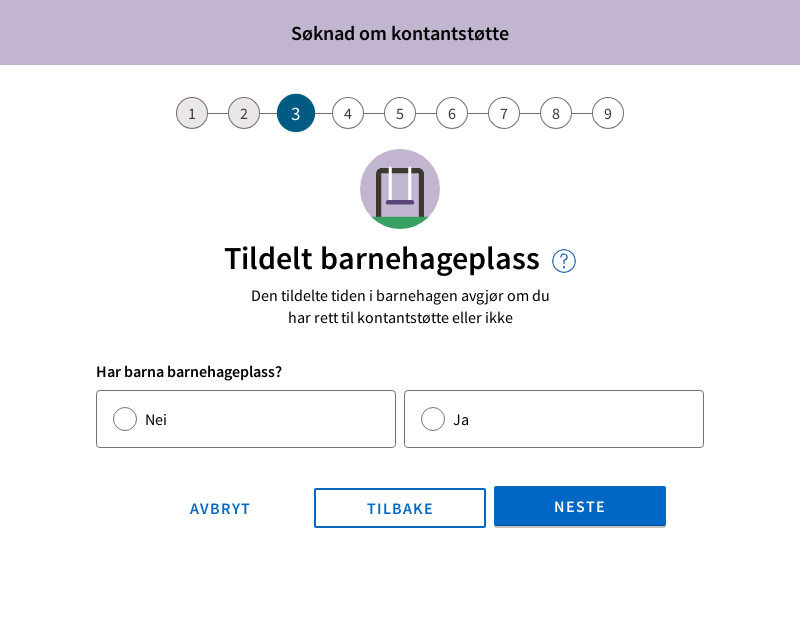 Søknad om kontantstøtte
1 2 3 4 5 6 7 8 9
Tildelt barnehageplass ?
Den tildelte tiden i barnehagen avgjør om du
har rett til kontantstøtte eller ikke
Har barna barnehageplass?
Nei Ja
AVBRYT TILBAKE NESTE